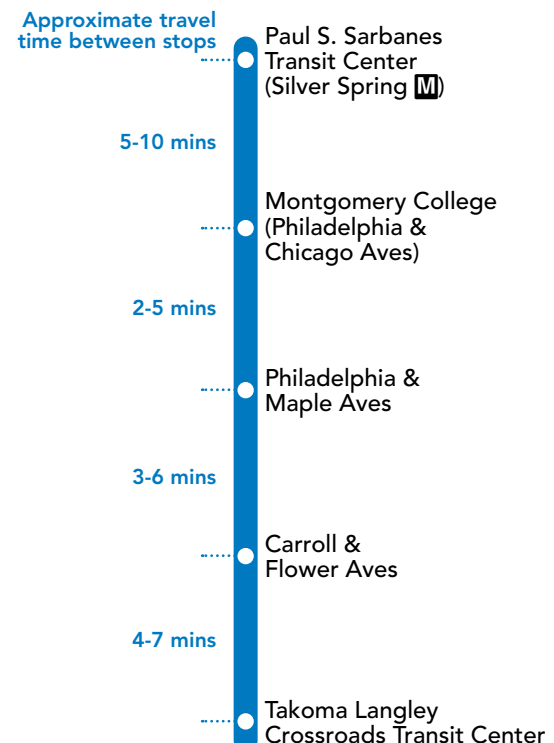 Approximate travel
time between stops
Paul S. Sarbanes
Transit Center
(Silver Spring M)
5-10 mins
Montgomery College
(Philadelphia &
Chicago Aves)
2-5 mins
Philadelphia &
Maple Aves
3-6 mins
Carroll &
Flower Aves
4-7 mins
Takoma Langley
Crossroads Transit Center